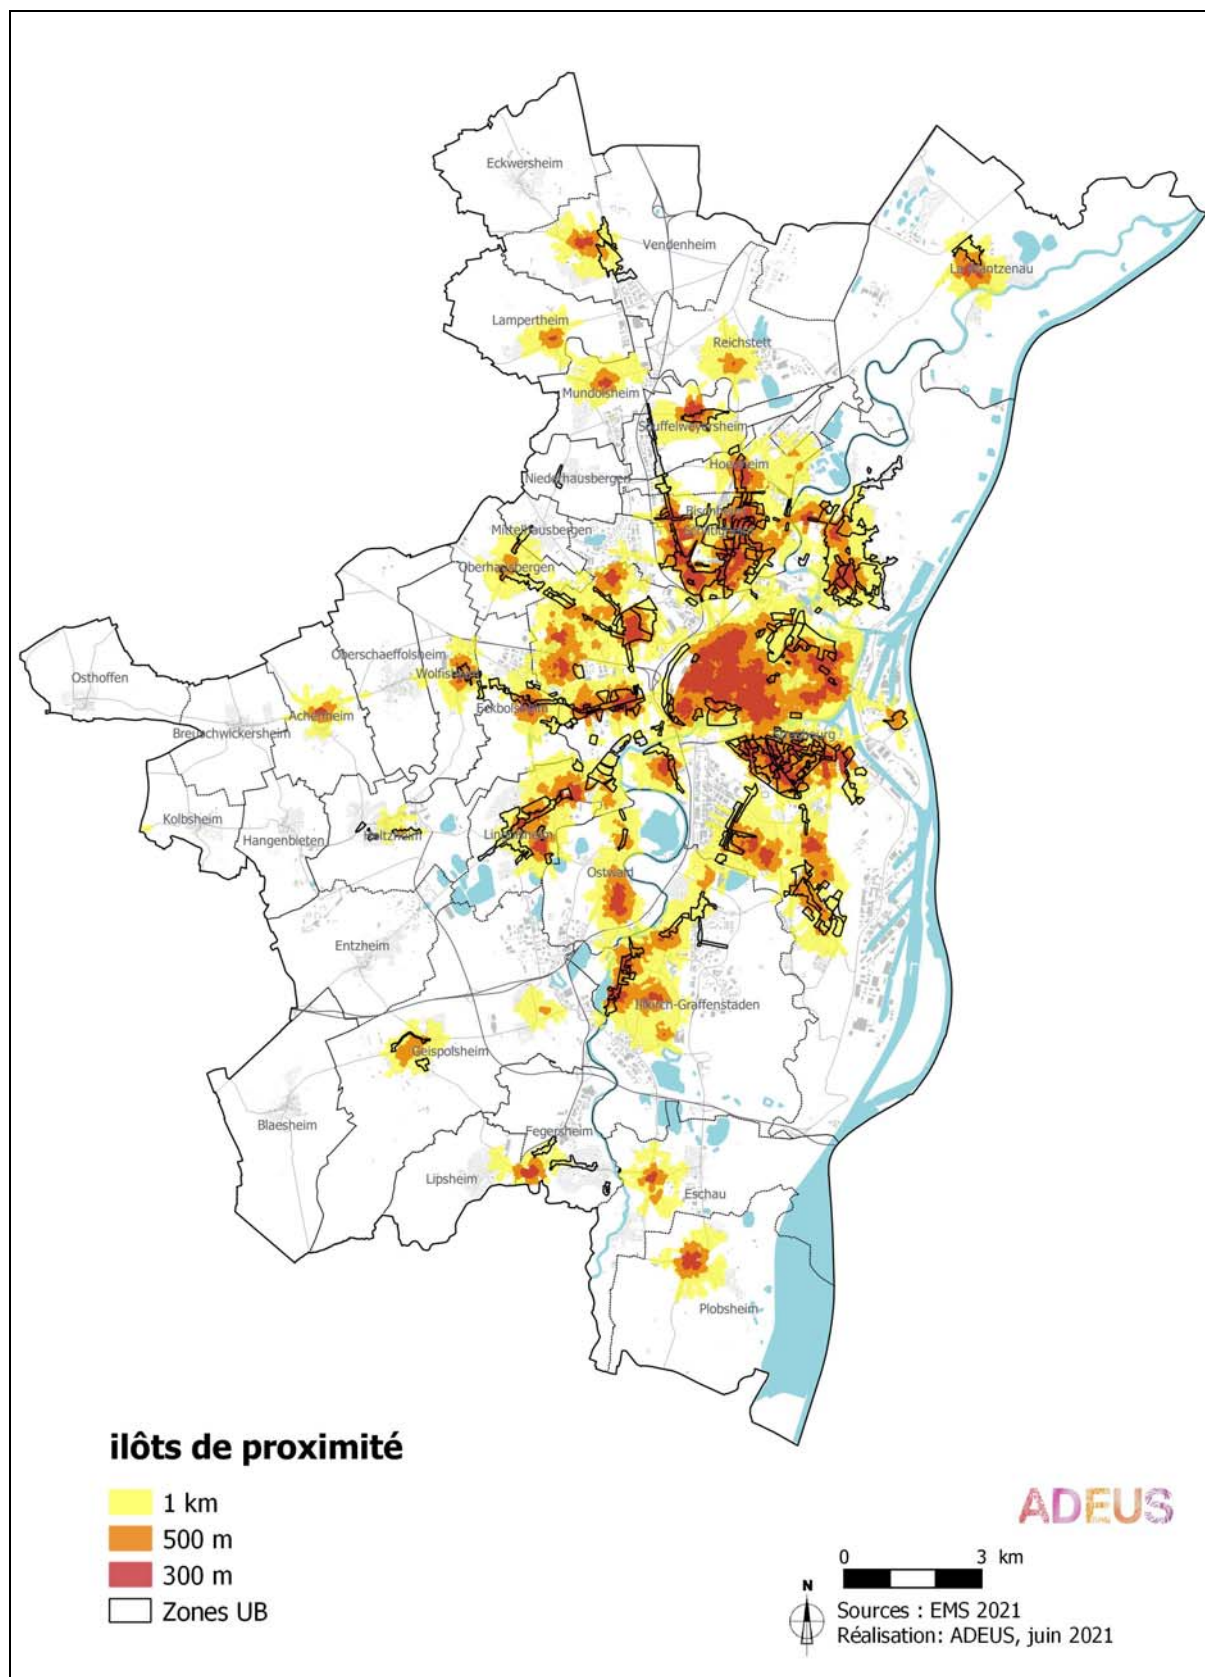 Eckwersheim
Vendenheim
La Wantzenau
Lampertheim
Reichstett
Mundolsheim
Souffelweyersheim
Hoenheim
Niederhausbergen
Bischheim
Mittelhausbergen
Oberhausbergen
Oberschaeffolsheim
Wolfisheim
Osthoffen
Eckbolsheim
Achenheim
Breuschwickersheim
Strasbourg
Kolbsheim
Hangenbieten
Holtzheim
Lingolsheim
Ostwald
Entzheim
Illkirch-Graffenstaden
Geispolsheim
Blaesheim
Fegersheim
Lipsheim
Eschau
Plobsheim
ilôts de proximité
1 km
500 m
300 m
Zones UB
ADEUS
0 3 km
N
Sources : EMS 2021
Réalisation: ADEUS, juin 2021